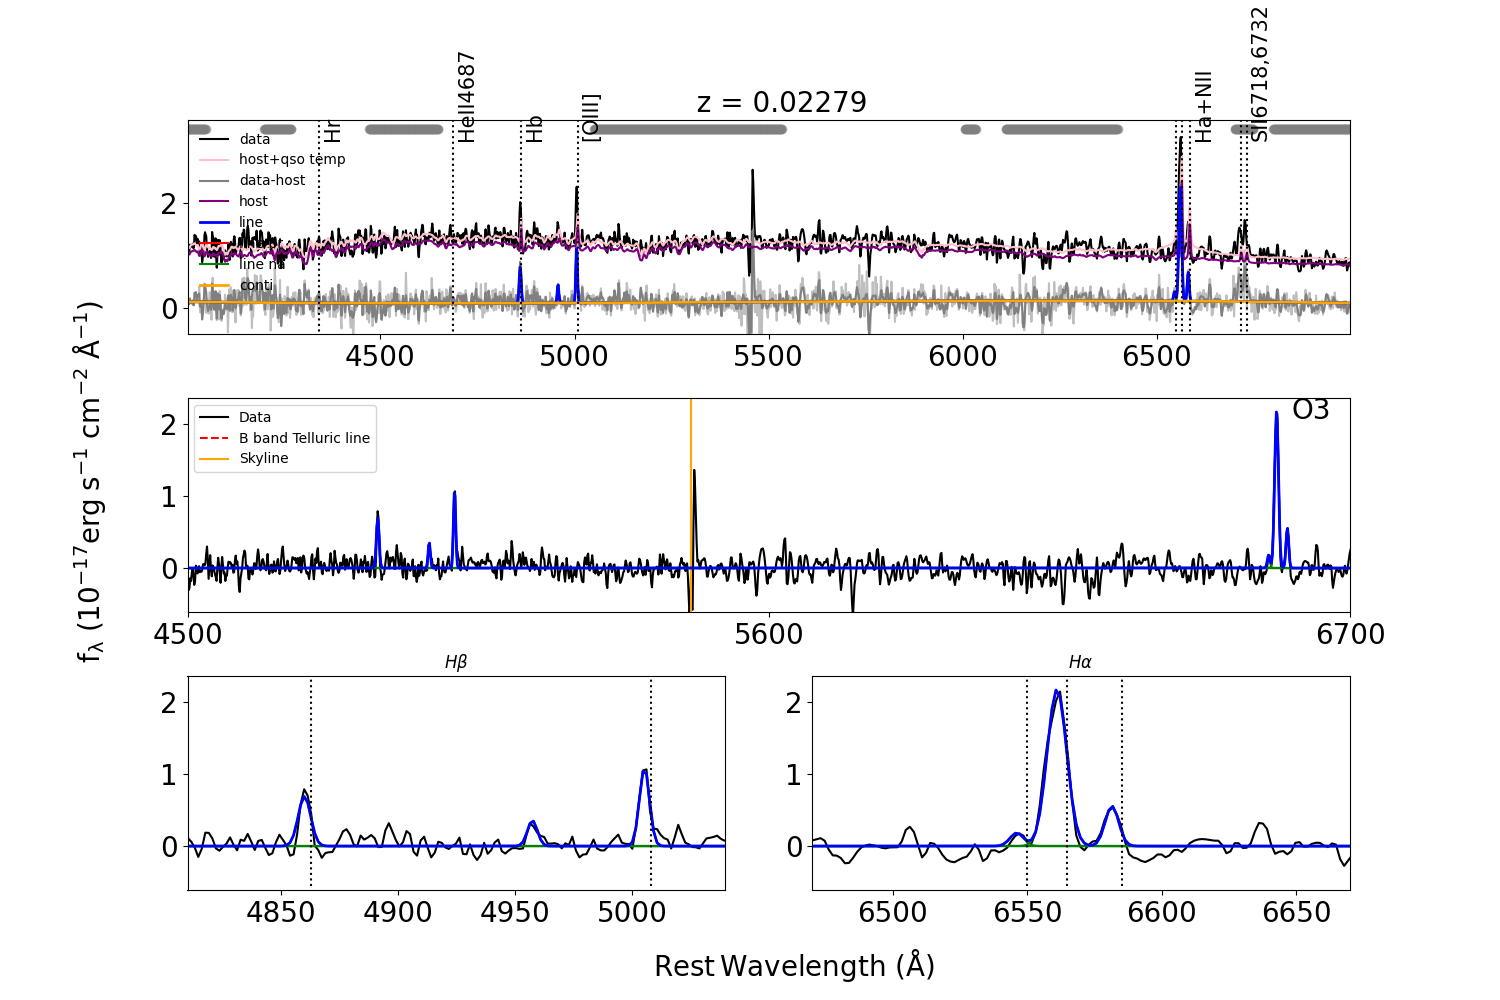 z = 0.02279
Hr
HeII4687
Hb
[OIII]
Ha+NII
SII6718,6732
data
host+qso temp
data-host
host
line
line na
conti
2
0
4500 5000 5500 6000 6500
O3
Data
B band Telluric line
Skyline
2
1
0
4500 5600 6700
fλ (10⁻¹⁷erg s⁻¹ cm⁻² Å⁻¹)
Hβ
2
1
0
4850 4900 4950 5000
Hα
2
1
0
6500 6550 6600 6650
Rest Wavelength (Å)